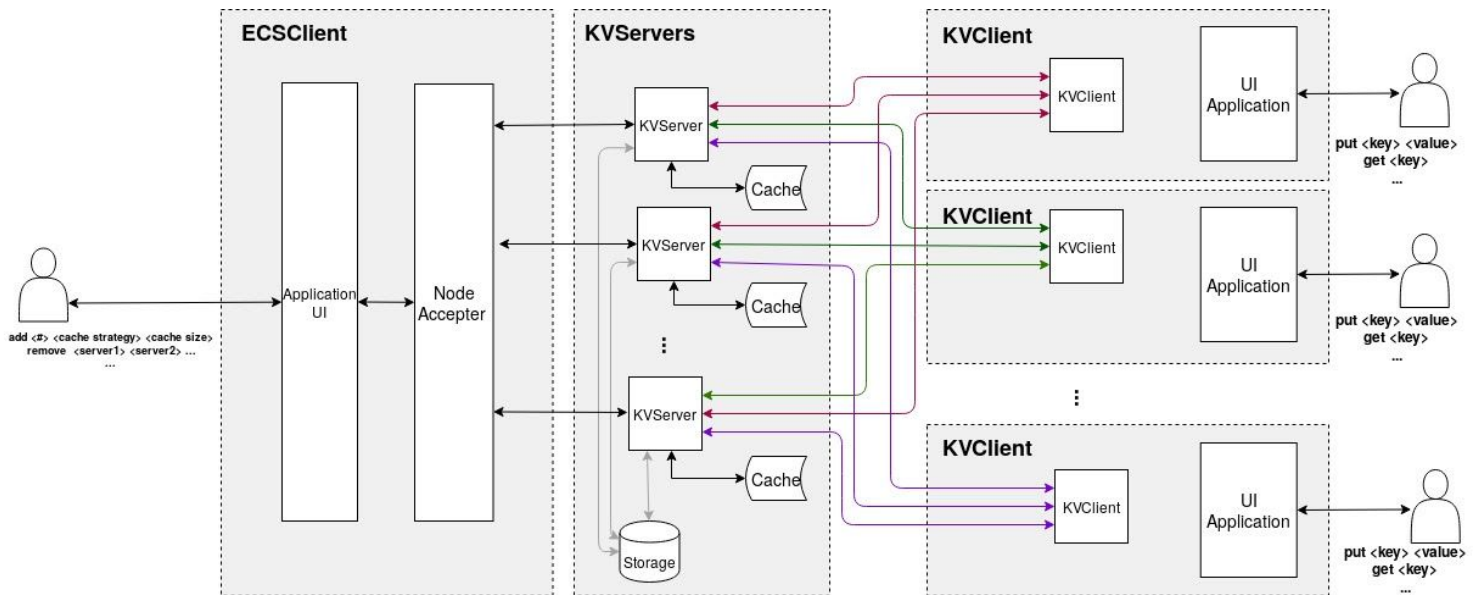 ECSClient
KVServers
KVClient
KVServer
KVClient
UI
Application
put <key> <value>
get <key>
...
Cache
KVClient
KVServer
KVClient
UI
Application
Application
UI
Node
Accepter
Cache
put <key> <value>
get <key>
...
add <#> <cache strategy> <cache size>
remove <server1> <server2> ...
...
...
...
KVServer
KVClient
Cache
KVClient
UI
Application
Storage
put <key> <value>
get <key>
...